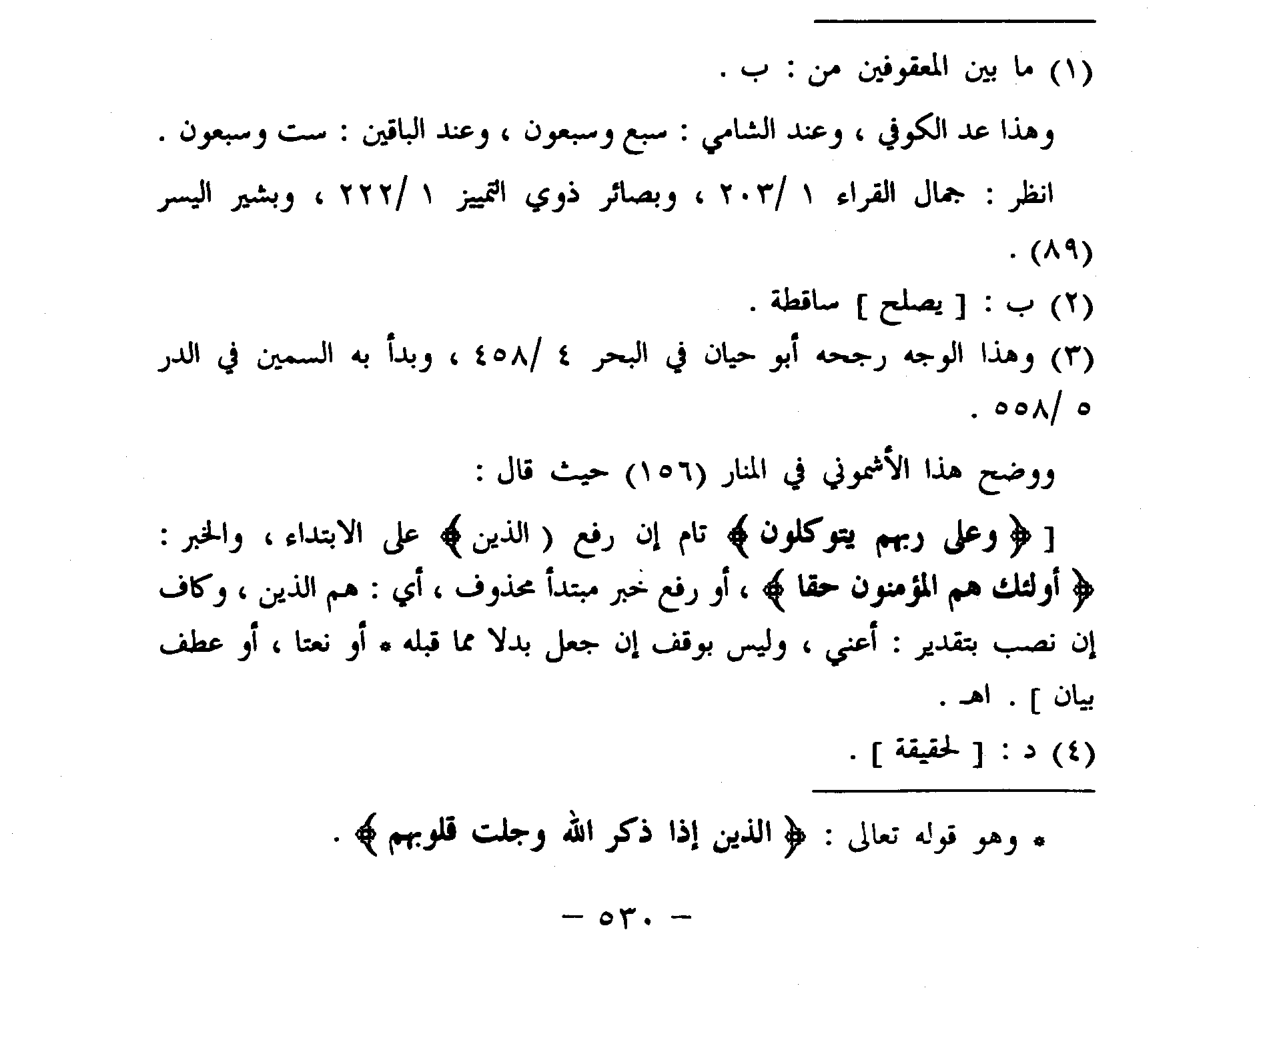 (١) ما بين المعقوفين من : ب .
وهذا عد الكوفي ، وعند الشامي : سبع وسبعون ، وعند الباقين : ست وسبعون .
انظر : جمال القراء ١ /٢٠٣ ، وبصائر ذوي التمييز ١ /٢٢٢ ، وبشير اليسر
(٨٩) .
(٢) ب : [ يصلح ] ساقطة .
(٣) وهذا الوجه رجحه أبو حيان في البحر ٤ /٤٥٨ ، وبدأ به السمين في الدر
٥ /٥٥٨ .
ووضح هذا الأشموني في المنار (١٥٦) حيث قال :
[ ﴿ وعلى ربهم يتوكلون ﴾ تام إن رفع ( الذين ﴾ على الابتداء ، والخبر :
﴿ أولئك هم المؤمنون حقا ﴾ ، أو رفع خبر مبتدأ محذوف ، أي : هم الذين ، وكاف
إن نصب بتقدير : أعني ، وليس بوقف إن جعل بدلا مما قبله * أو نعتا ، أو عطف
بيان ] . اهـ .
(٤) د : [ لحقيقة ] .
* وهو قوله تعالى : ﴿ الذين إذا ذكر الله وجلت قلوبهم ﴾ .
– ٥٣٠ –